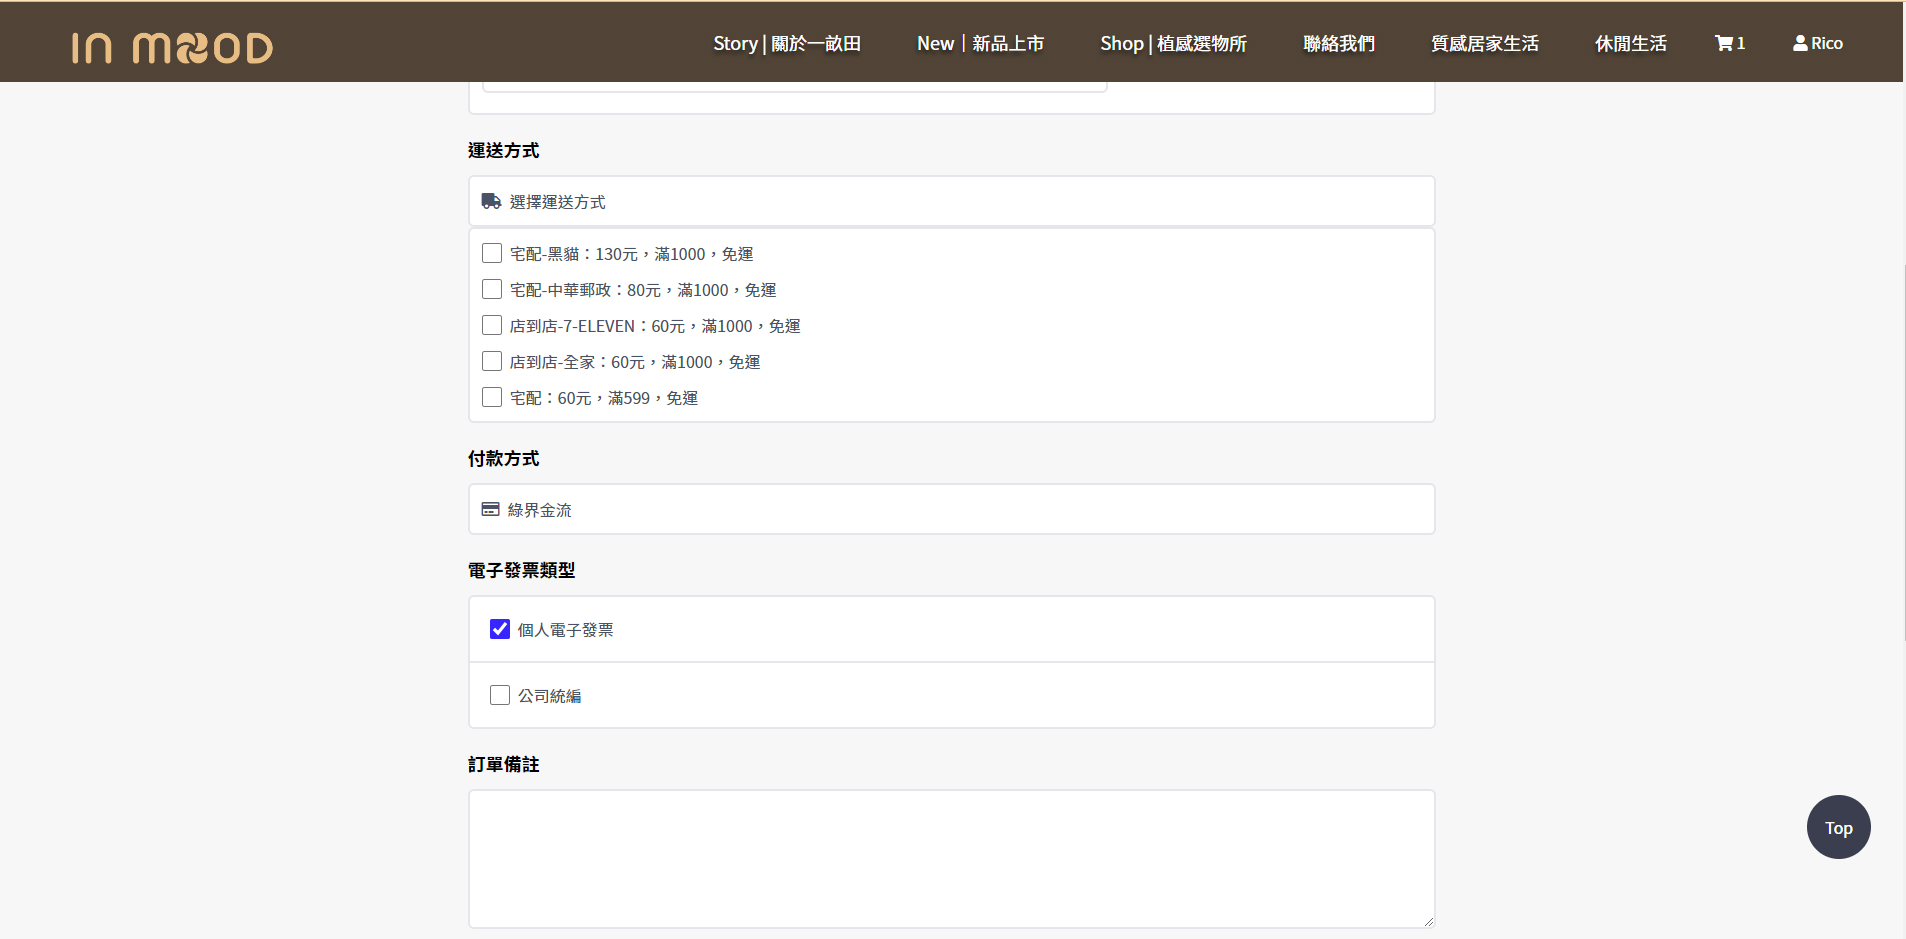 IN MOOD
Story | 關於一畝田
New｜新品上市
Shop | 植感選物所
聯絡我們
質感居家生活
休閒生活
1
Rico
運送方式
選擇運送方式
宅配-黑貓：130元，滿1000，免運
宅配-中華郵政：80元，滿1000，免運
店到店-7-ELEVEN：60元，滿1000，免運
店到店-全家：60元，滿1000，免運
宅配：60元，滿599，免運
付款方式
綠界金流
電子發票類型
個人電子發票
公司統編
訂單備註
Top